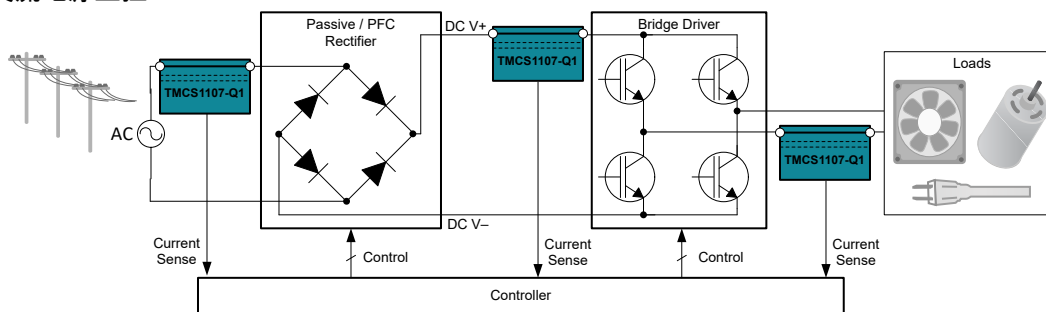 Passive / PFC
Rectifier
DC V+
Bridge Driver
TMCS1107-Q1
TMCS1107-Q1
Loads
AC
TMCS1107-Q1
DC V–
Current
Sense
Control
Current
Sense
Control
Current
Sense
Controller